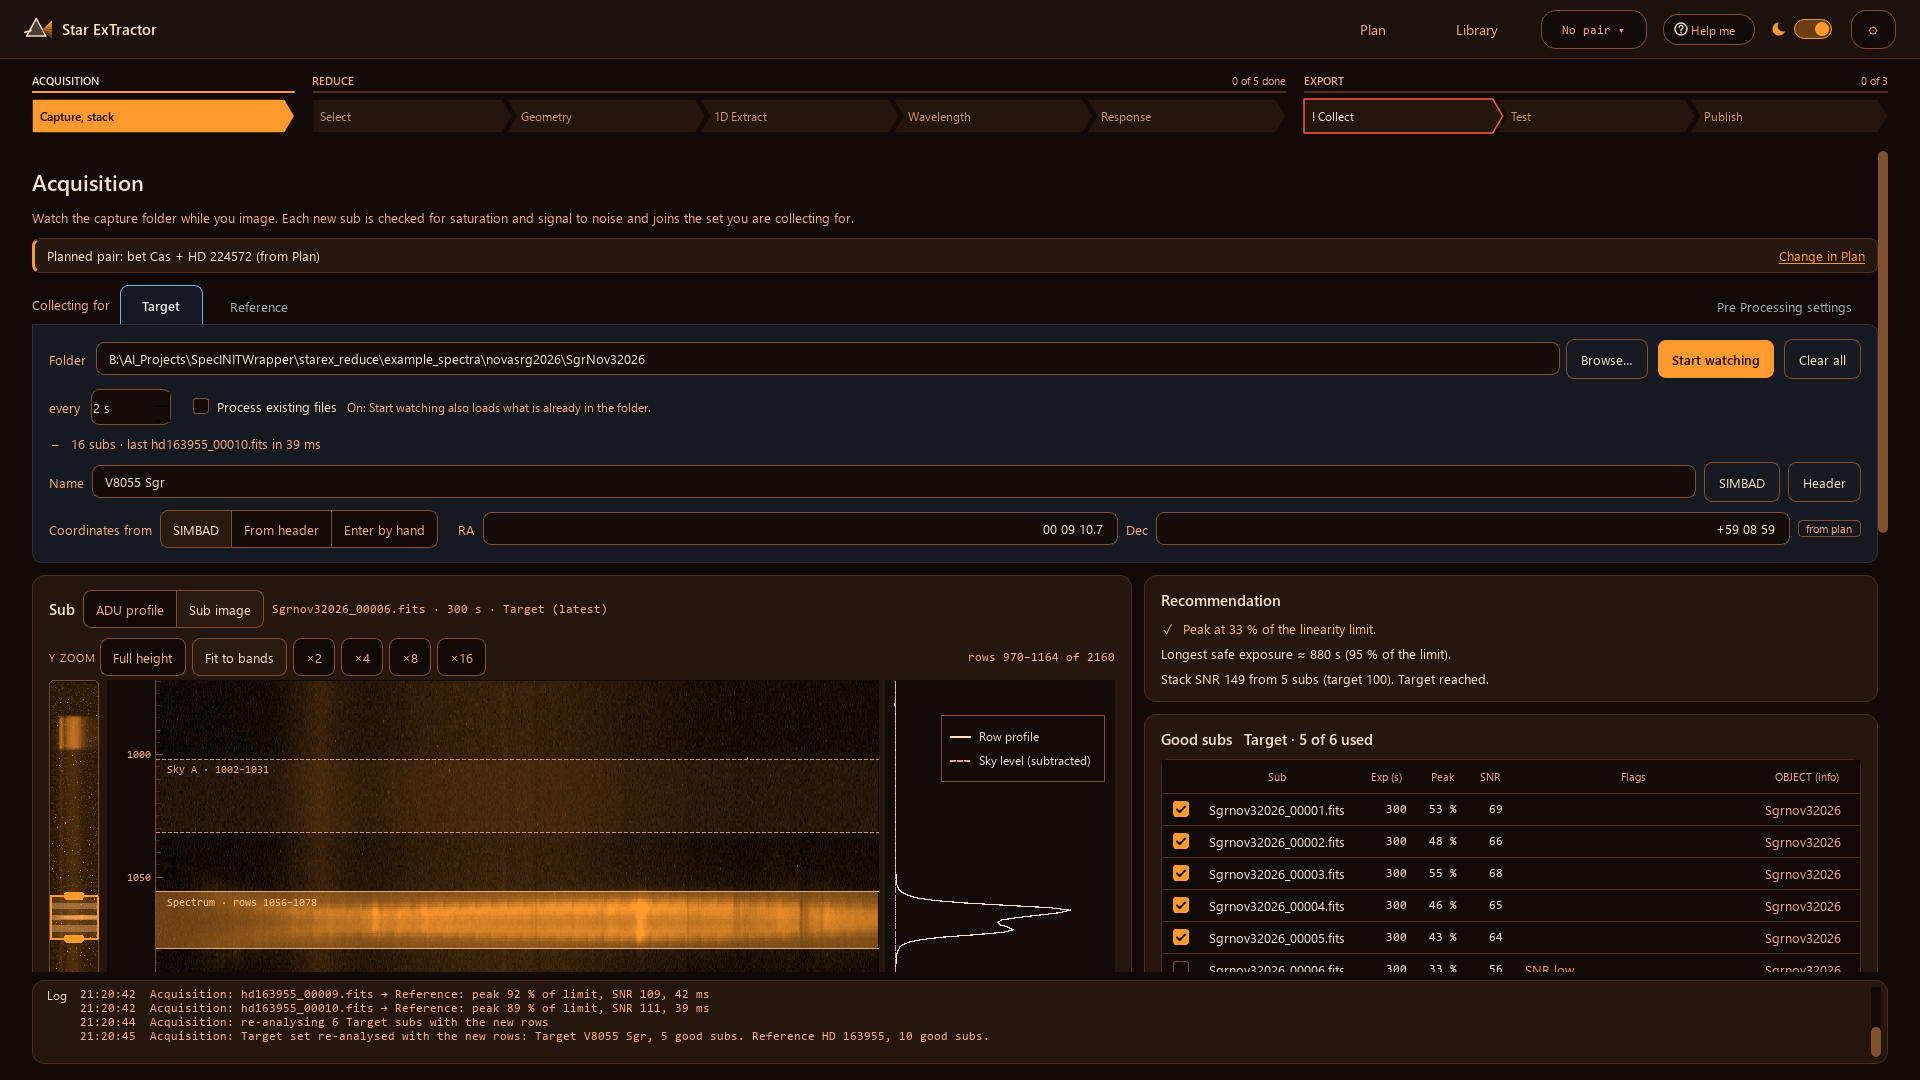 Star ExTractor
Plan
Library
No pair ▾
Help me
ACQUISITION
REDUCE
0 of 5 done
EXPORT
0 of 3
Capture, stack
Select
Geometry
1D Extract
Wavelength
Response
! Collect
Test
Publish
Acquisition
Watch the capture folder while you image. Each new sub is checked for saturation and signal to noise and joins the set you are collecting for.
Planned pair: bet Cas + HD 224572 (from Plan)
Change in Plan
Collecting for
Target
Reference
Pre Processing settings
Folder
B:\AI_Projects\SpecINITWrapper\starex_reduce\example_spectra\novasrg2026\SgrNov32026
Browse...
Start watching
Clear all
every
2 s
Process existing files
On: Start watching also loads what is already in the folder.
– 16 subs · last hd163955_00010.fits in 39 ms
Name
V8055 Sgr
SIMBAD
Header
Coordinates from
SIMBAD
From header
Enter by hand
RA
00 09 10.7
Dec
+59 08 59
from plan
Sub
ADU profile
Sub image
Sgrnov32026_00006.fits · 300 s · Target (latest)
Y ZOOM
Full height
Fit to bands
×2
×4
×8
×16
rows 970–1164 of 2160
1000
Sky A · 1002–1031
1050
Spectrum · rows 1056–1078
Row profile
Sky level (subtracted)
Recommendation
✓ Peak at 33 % of the linearity limit.
Longest safe exposure ≈ 880 s (95 % of the limit).
Stack SNR 149 from 5 subs (target 100). Target reached.
Good subs Target · 5 of 6 used
Sub Exp (s) Peak SNR Flags OBJECT (info)
Sgrnov32026_00001.fits 300 53 % 69 Sgrnov32026
Sgrnov32026_00002.fits 300 48 % 66 Sgrnov32026
Sgrnov32026_00003.fits 300 55 % 68 Sgrnov32026
Sgrnov32026_00004.fits 300 46 % 65 Sgrnov32026
Sgrnov32026_00005.fits 300 43 % 64 Sgrnov32026
Sgrnov32026_00006.fits 300 33 % 56 SNR low Sgrnov32026
Log
21:20:42 Acquisition: hd163955_00009.fits → Reference: peak 92 % of limit, SNR 109, 42 ms
21:20:42 Acquisition: hd163955_00010.fits → Reference: peak 89 % of limit, SNR 111, 39 ms
21:20:44 Acquisition: re-analysing 6 Target subs with the new rows
21:20:45 Acquisition: Target set re-analysed with the new rows: Target V8055 Sgr, 5 good subs. Reference HD 163955, 10 good subs.